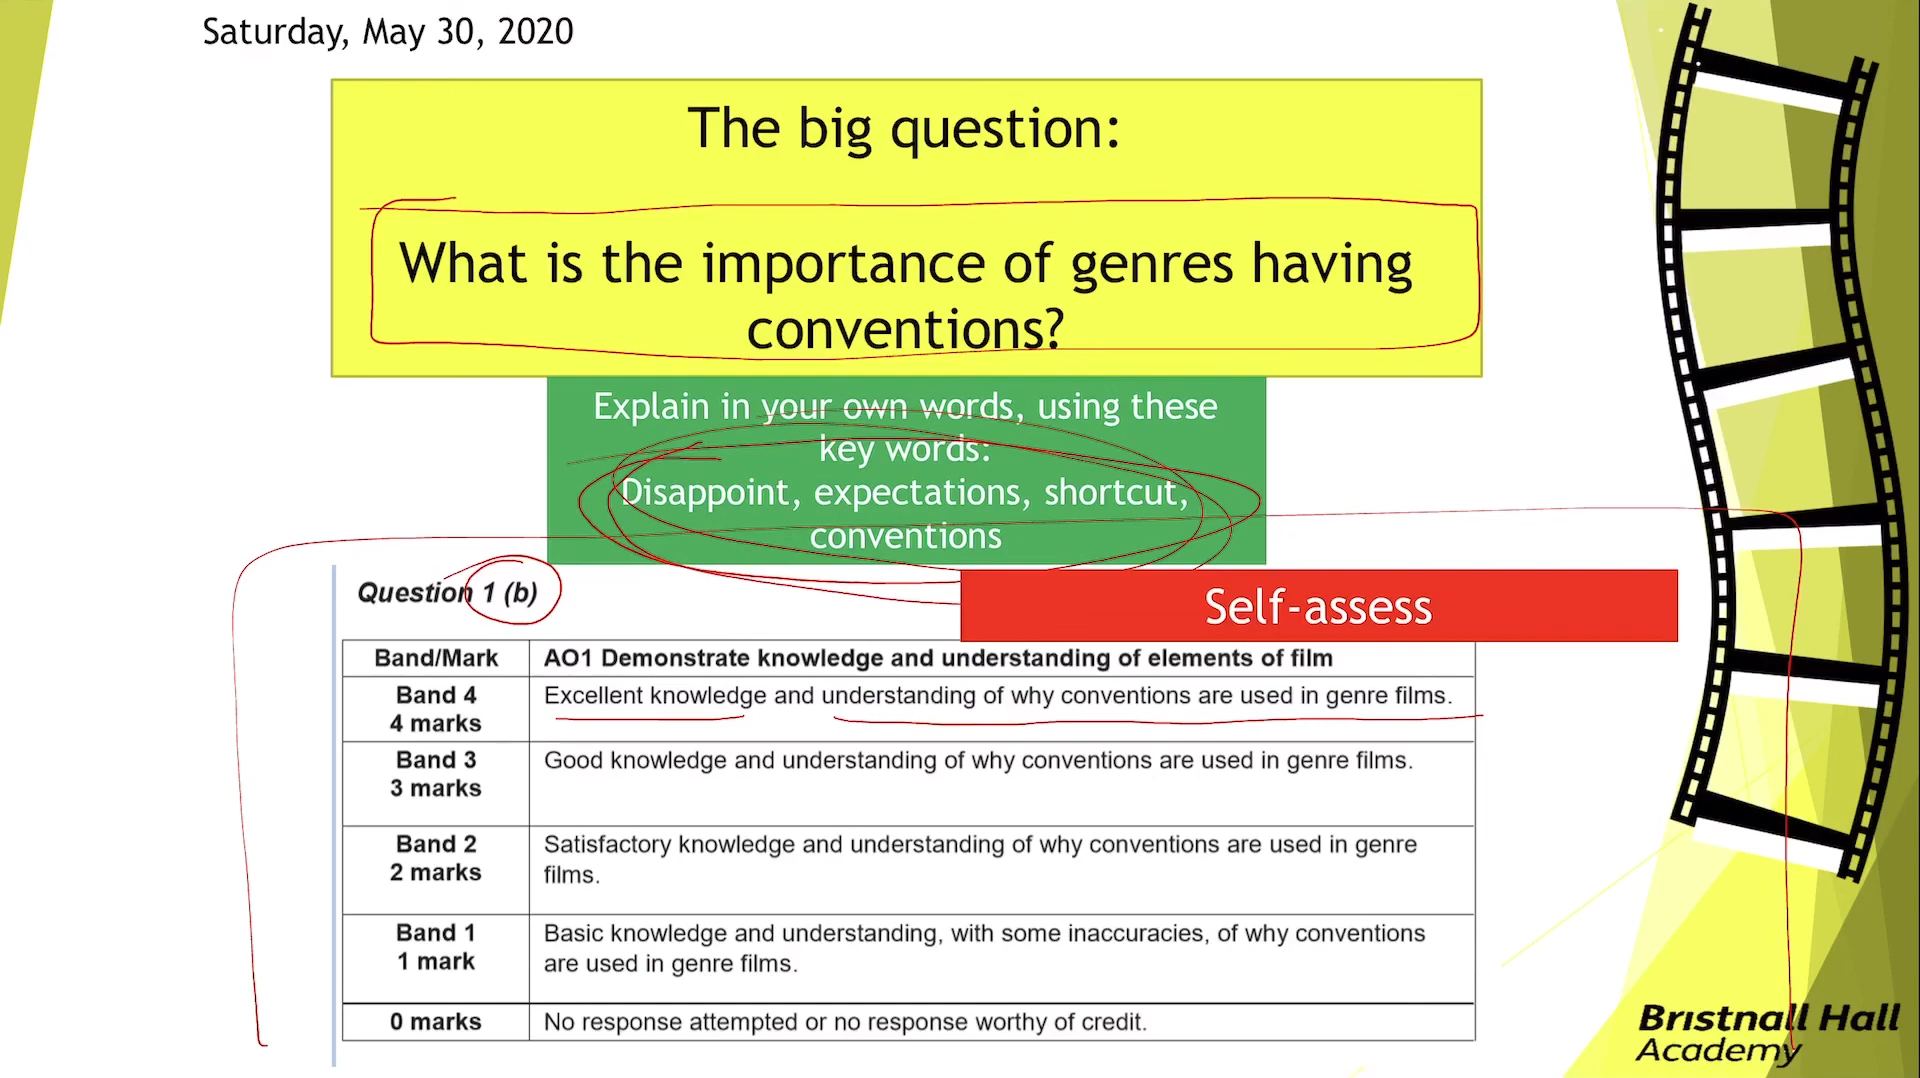 Saturday, May 30, 2020
The big question:
What is the importance of genres having
conventions?
Explain in your own words, using these
key words:
Disappoint, expectations, shortcut,
conventions
Question 1 (b)
Self-assess
Band/Mark
AO1 Demonstrate knowledge and understanding of elements of film
Band 4
4 marks
Excellent knowledge and understanding of why conventions are used in genre films.
Band 3
3 marks
Good knowledge and understanding of why conventions are used in genre films.
Band 2
2 marks
Satisfactory knowledge and understanding of why conventions are used in genre
films.
Band 1
1 mark
Basic knowledge and understanding, with some inaccuracies, of why conventions
are used in genre films.
0 marks
No response attempted or no response worthy of credit.
Bristnall Hall
Academy